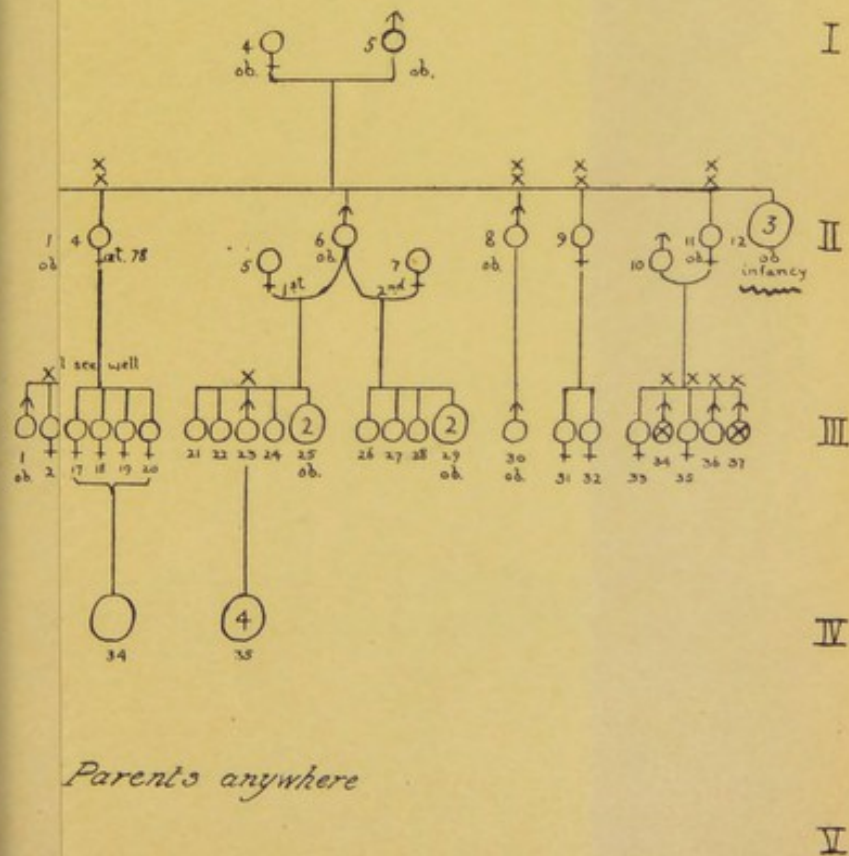 4 5 I
ob. ob.
x x x x
x x x x
1 4 5 6 7 8 9 10 11 12 3 II
ob æt. 78 ob ob. ob. ob
infancy
1st 2nd
see well
x x x x x x
2 2 III
1 2 17 18 19 20 21 22 23 24 25 26 27 28 29 30 31 32 33 34 35 36 37
ob. ob. ob. ob.
4 IV
34 35
Parents anywhere
V